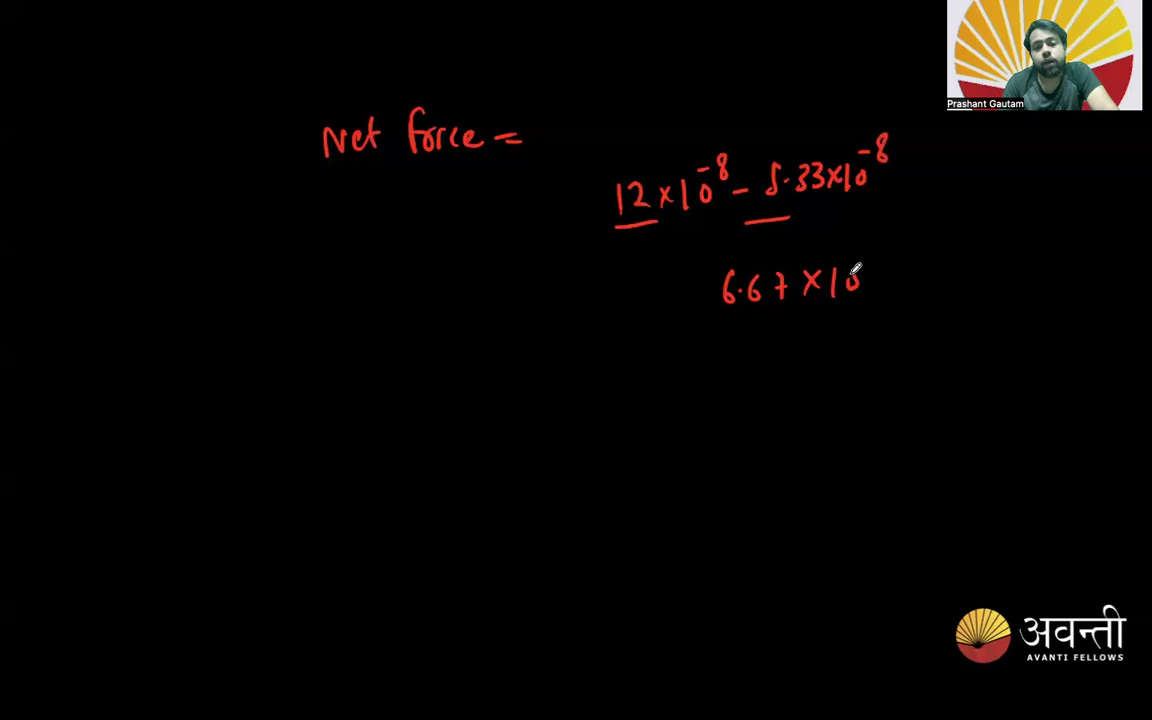 Prashant Gautam
Net force =
12×10⁻⁸ - 5.33×10⁻⁸
6.67×10
अवन्ती
AVANTI FELLOWS